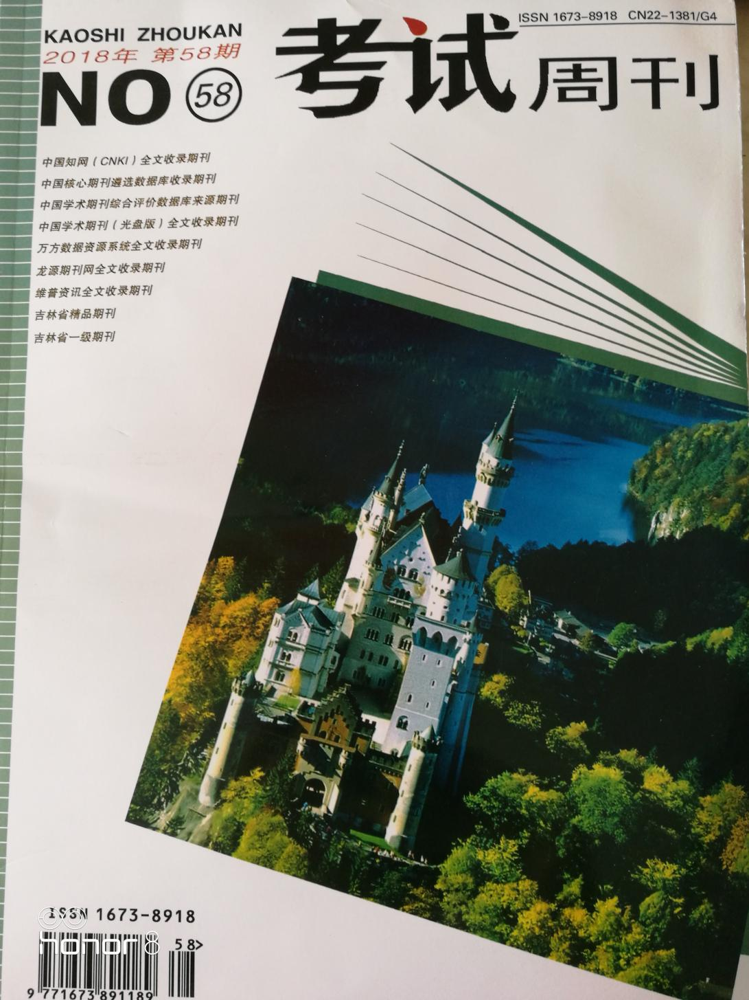 ISSN 1673-8918 CN22-1381/G4
KAOSHI ZHOUKAN
2018年 第58期
NO 58
考试周刊
中国知网(CNKI)全文收录期刊
中国核心期刊遴选数据库收录期刊
中国学术期刊综合评价数据库来源期刊
中国学术期刊(光盘版)全文收录期刊
万方数据资源系统全文收录期刊
龙源期刊网全文收录期刊
维普资讯全文收录期刊
吉林省精品期刊
吉林省一级期刊
ISSN 1673-8918
honor 8
58>
9 771673 891189